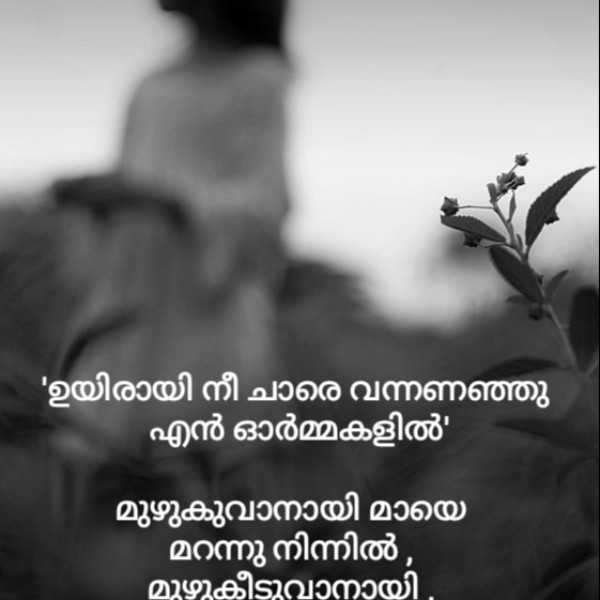 'ഉയിരായി നീ ചാരെ വന്നണഞ്ഞു
എൻ ഓർമ്മകളിൽ'
മുഴുകുവാനായി മായെ
മറന്നു നിന്നിൽ ,
മുഴുകീടുവാനായി .